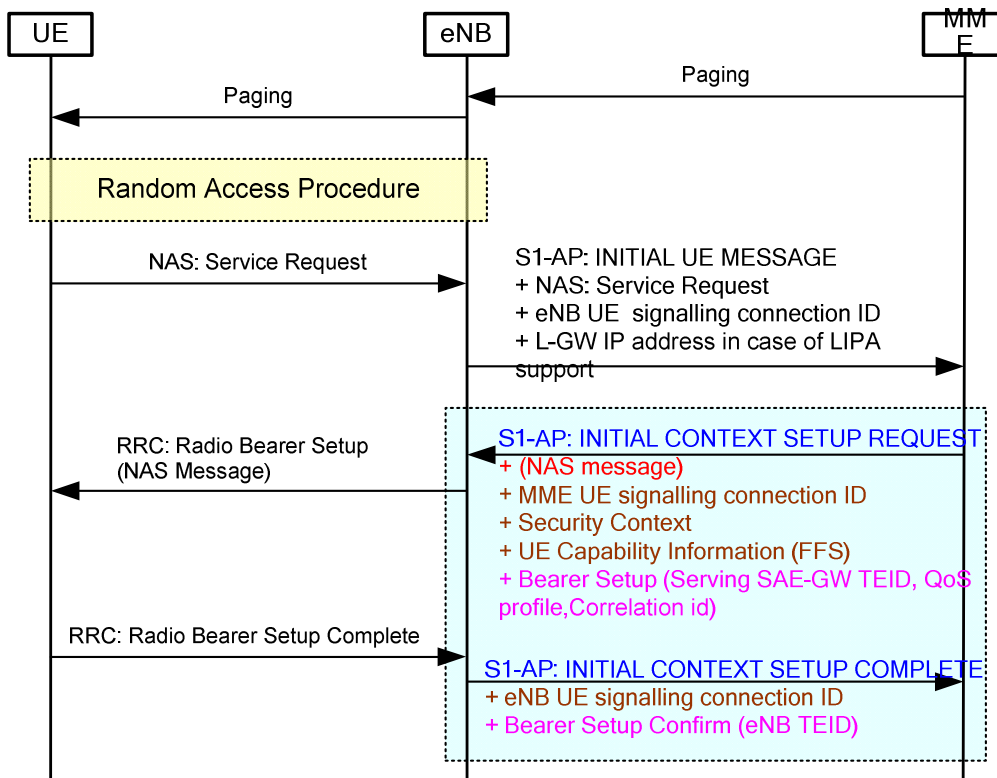 UE
eNB
MM
E
Paging
Paging
Random Access Procedure
NAS: Service Request
S1-AP: INITIAL UE MESSAGE
+ NAS: Service Request
+ eNB UE  signalling connection ID
+ L-GW IP address in case of LIPA
support
S1-AP: INITIAL CONTEXT SETUP REQUEST
+ (NAS message)
+ MME UE signalling connection ID
+ Security Context
+ UE Capability Information (FFS)
+ Bearer Setup (Serving SAE-GW TEID, QoS
profile,Correlation id)
RRC: Radio Bearer Setup
(NAS Message)
RRC: Radio Bearer Setup Complete
S1-AP: INITIAL CONTEXT SETUP COMPLETE
+ eNB UE signalling connection ID
+ Bearer Setup Confirm (eNB TEID)